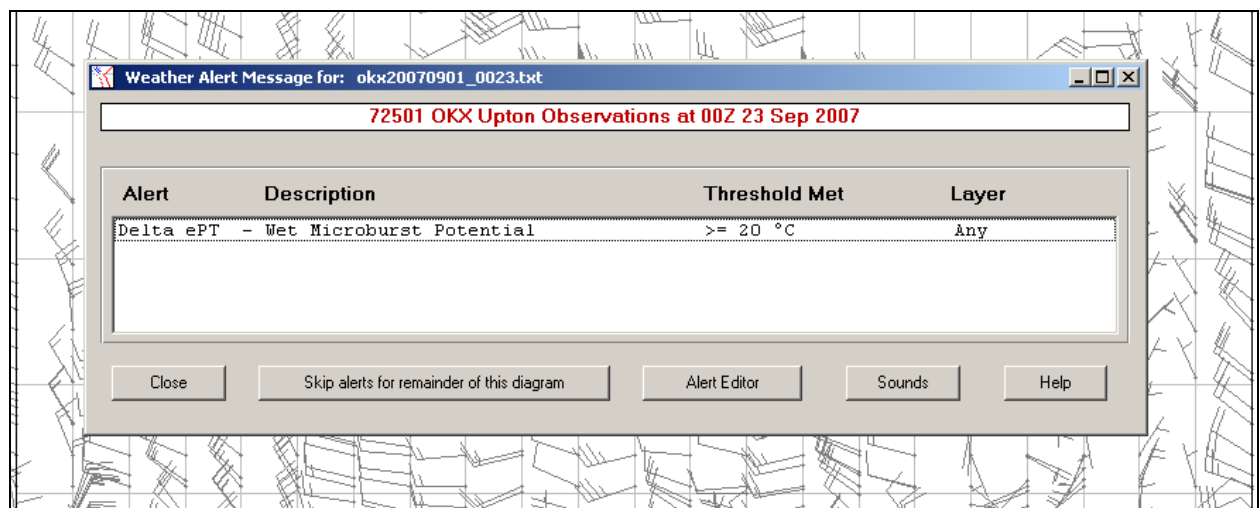 Weather Alert Message for: okx20070901_0023.txt
72501 OKX Upton Observations at 00Z 23 Sep 2007
Alert Description Threshold Met Layer
Delta ePT - Wet Microburst Potential >= 20 °C Any
Close Skip alerts for remainder of this diagram Alert Editor Sounds Help